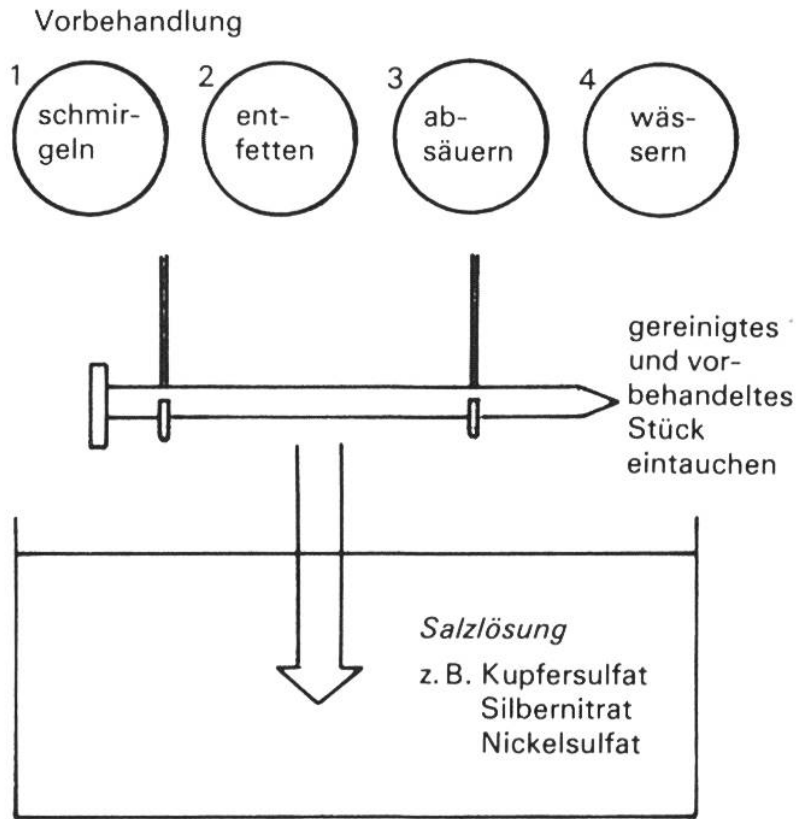 Vorbehandlung
1 2 3 4
schmir-
geln
ent-
fetten
ab-
säuern
wäs-
sern
gereinigtes
und vor-
behandeltes
Stück
eintauchen
Salzlösung
z. B. Kupfersulfat
Silbernitrat
Nickelsulfat